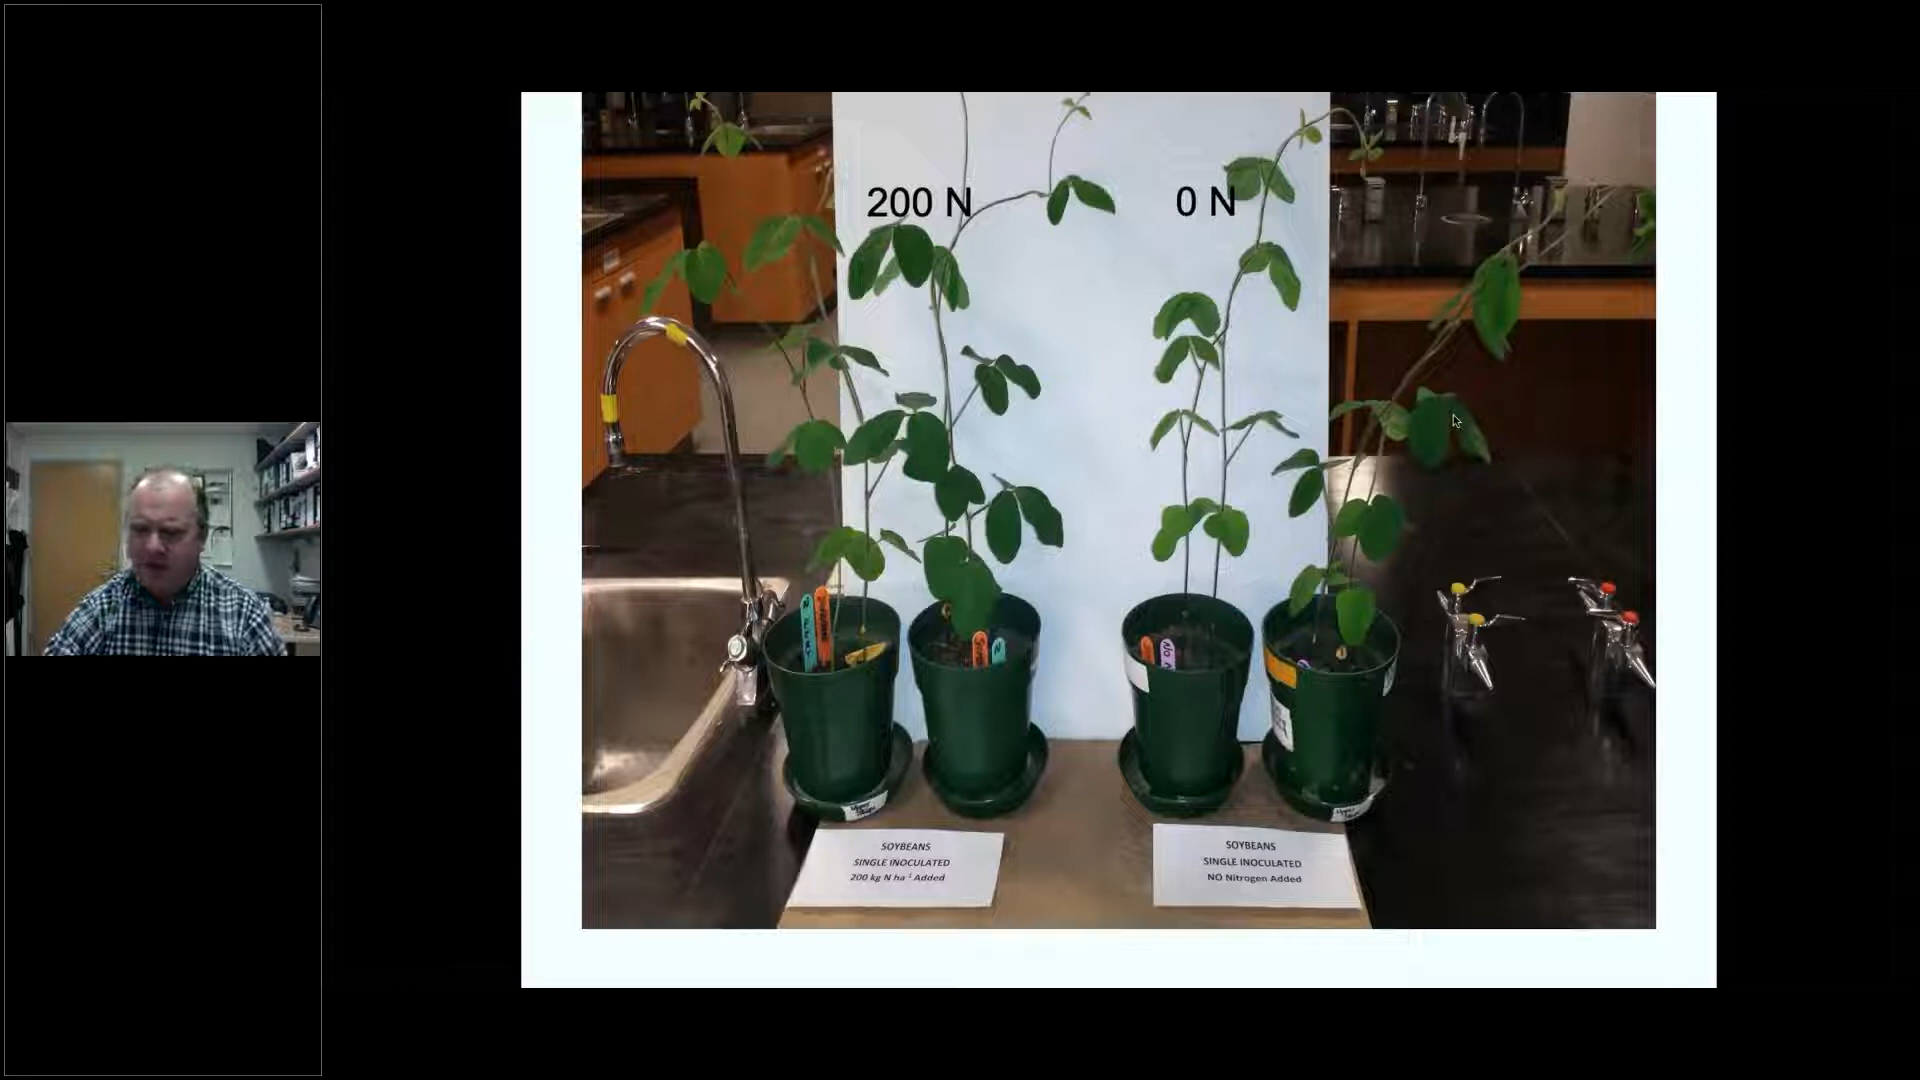 200 N
0 N
SOYBEANS
SINGLE INOCULATED
200 kg N ha⁻¹ Added
SOYBEANS
SINGLE INOCULATED
NO Nitrogen Added